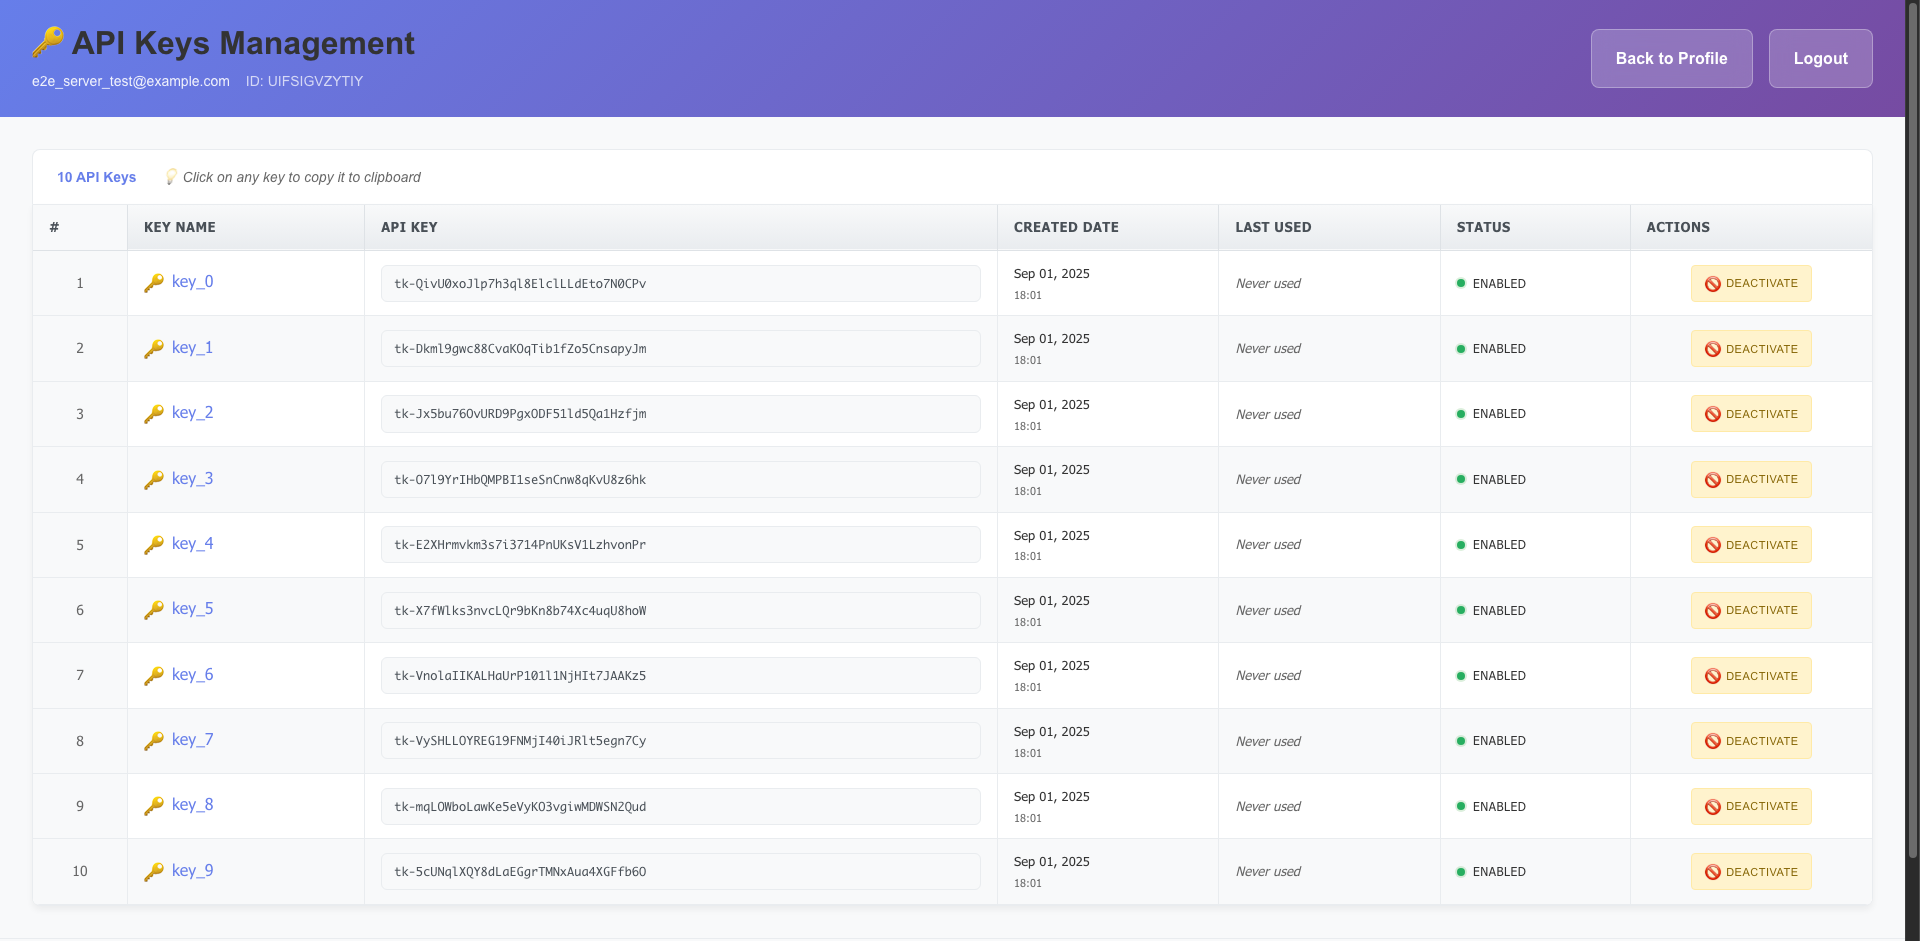 API Keys Management
e2e_server_test@example.com ID: UIFSIGVZYTIY
Back to Profile
Logout
10 API Keys
Click on any key to copy it to clipboard
# KEY NAME API KEY CREATED DATE LAST USED STATUS ACTIONS
1 key_0 tk-QivU0xoJlp7h3ql8ElclLLdEto7N0CPv Sep 01, 2025 Never used ENABLED DEACTIVATE
18:01
2 key_1 tk-Dkml9gwc88CvaKOqTib1fZo5CnsapyJm Sep 01, 2025 Never used ENABLED DEACTIVATE
18:01
3 key_2 tk-Jx5bu76OvURD9PgxODF51ld5Qa1Hzfjm Sep 01, 2025 Never used ENABLED DEACTIVATE
18:01
4 key_3 tk-O7l9YrIHbQMPBI1seSnCnw8qKvU8z6hk Sep 01, 2025 Never used ENABLED DEACTIVATE
18:01
5 key_4 tk-E2XHrmvkm3s7i3714PnUKsV1LzhvonPr Sep 01, 2025 Never used ENABLED DEACTIVATE
18:01
6 key_5 tk-X7fWlks3nvcLQr9bKn8b74Xc4uqU8hoW Sep 01, 2025 Never used ENABLED DEACTIVATE
18:01
7 key_6 tk-VnolaIIKALHaUrP101l1NjHIt7JAAKz5 Sep 01, 2025 Never used ENABLED DEACTIVATE
18:01
8 key_7 tk-VySHLLOYREG19FNMjI40iJRlt5egn7Cy Sep 01, 2025 Never used ENABLED DEACTIVATE
18:01
9 key_8 tk-mqLOWboLawKe5eVyKO3vgiwMDWSN2Qud Sep 01, 2025 Never used ENABLED DEACTIVATE
18:01
10 key_9 tk-5cUNqlXQY8dLaEGgrTMNxAua4XGFfb6O Sep 01, 2025 Never used ENABLED DEACTIVATE
18:01